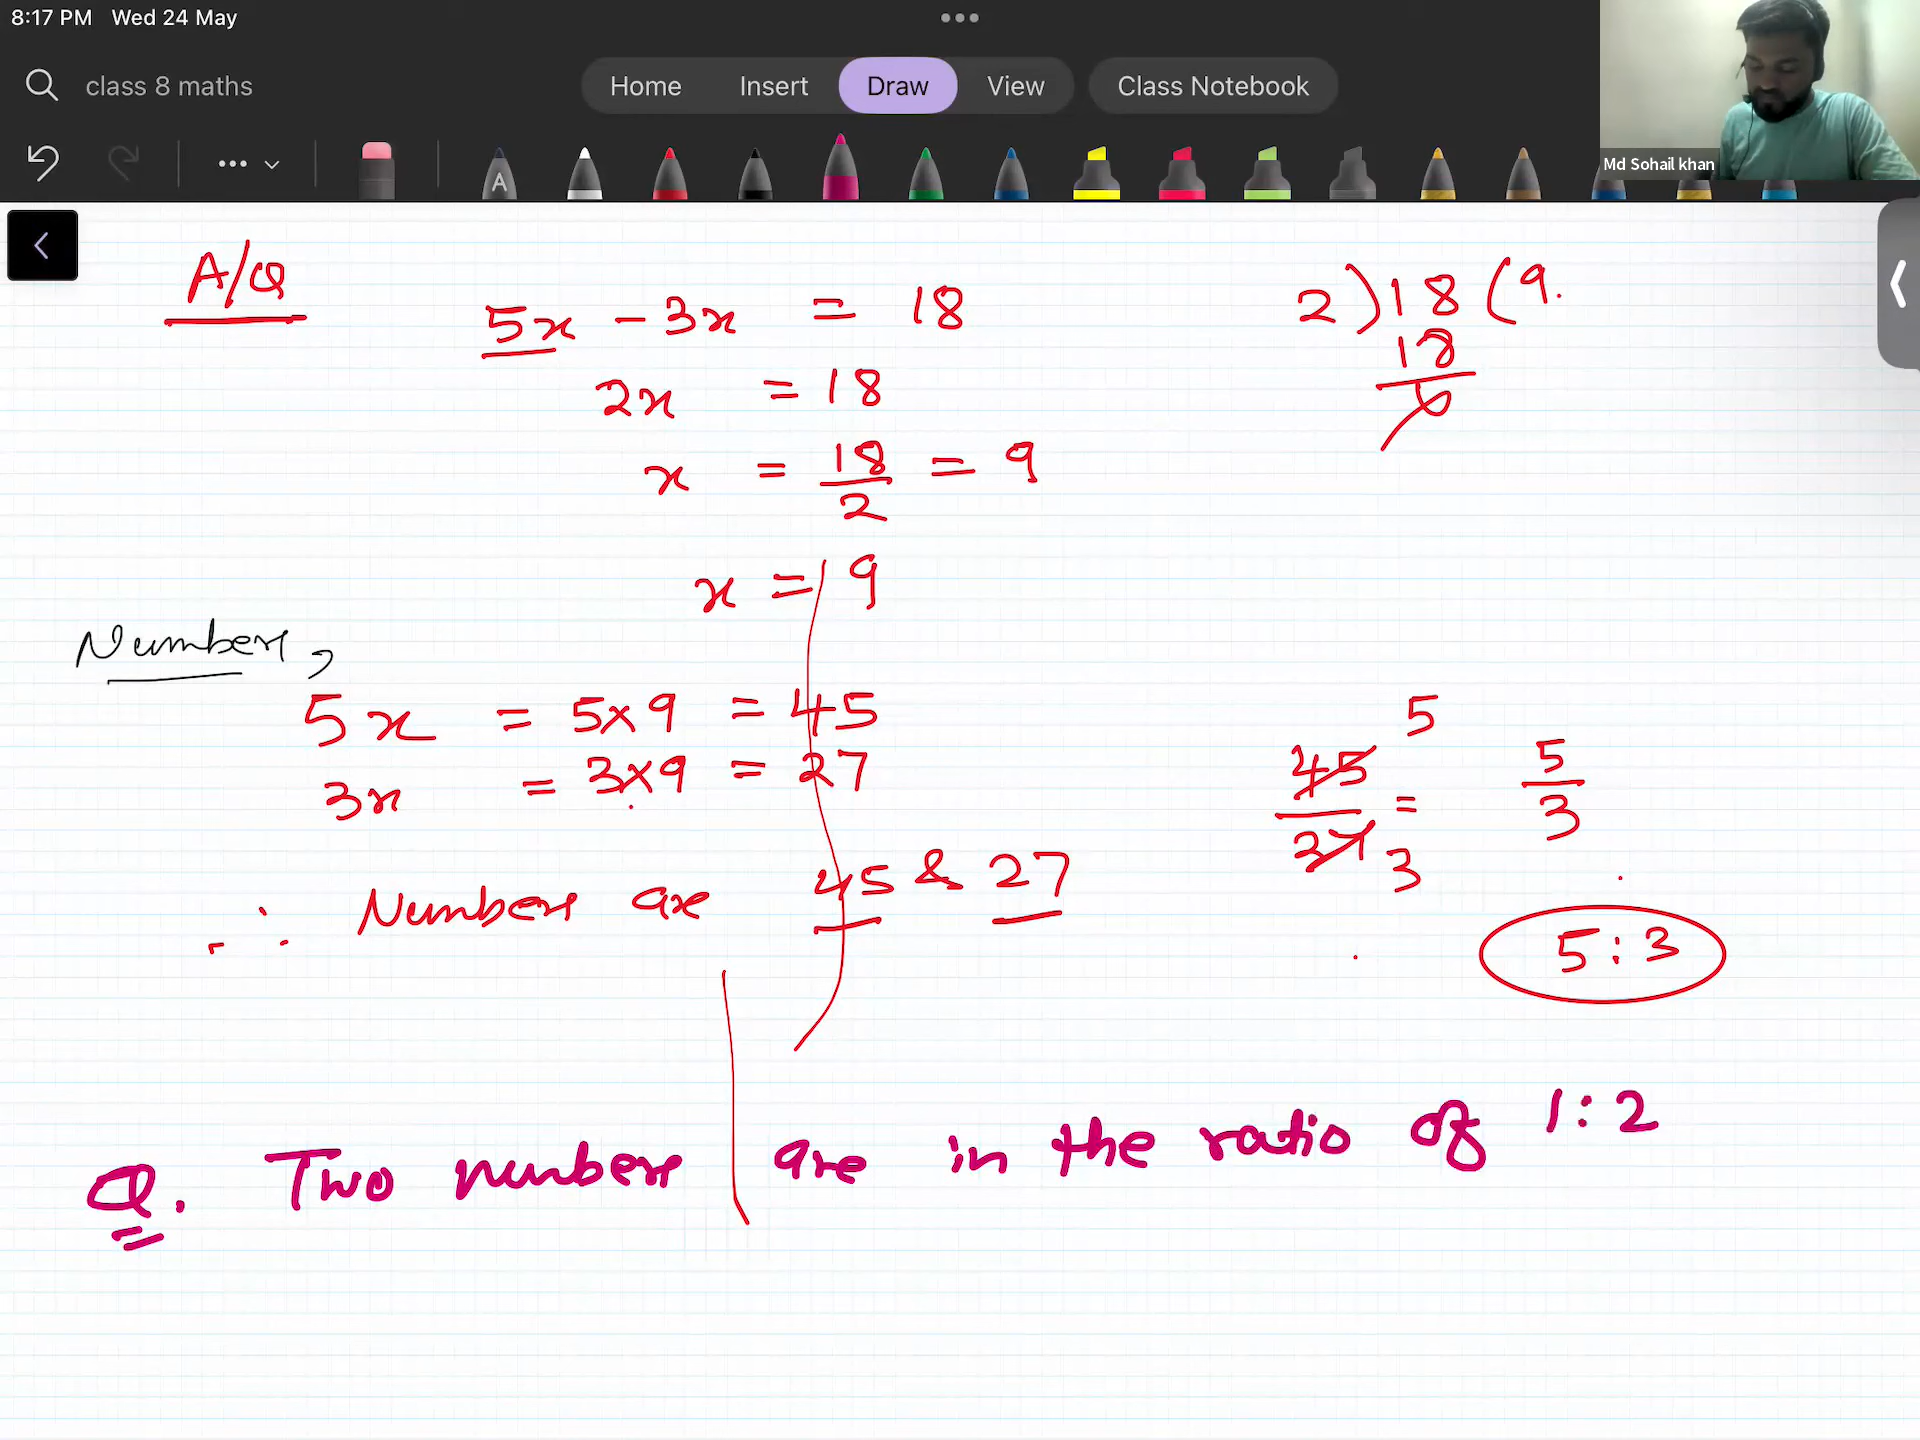 8:17 PM Wed 24 May
class 8 maths
Home Insert Draw View Class Notebook
A
Md Sohail khan
A/Q
5x - 3x = 18
2x = 18
x = 18/2 = 9
x = 9
2)18(9.
18
0
Numbers,
5x = 5×9 = 45
3x = 3×9 = 27
∴ Numbers are 45 & 27
5
45/27 = 5/3
3
5:3
Q. Two numbers are in the ratio of 1:2